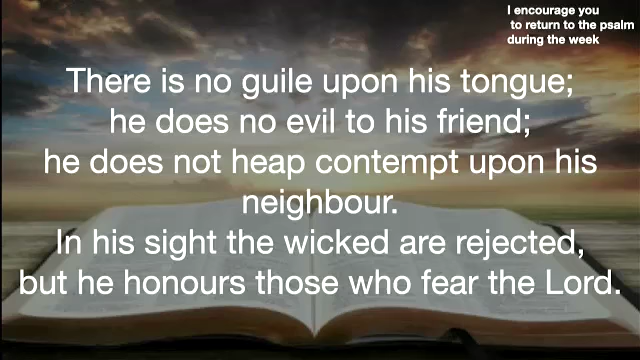 I encourage you
to return to the psalm
during the week
There is no guile upon his tongue;
he does no evil to his friend;
he does not heap contempt upon his
neighbour.
In his sight the wicked are rejected,
but he honours those who fear the Lord.